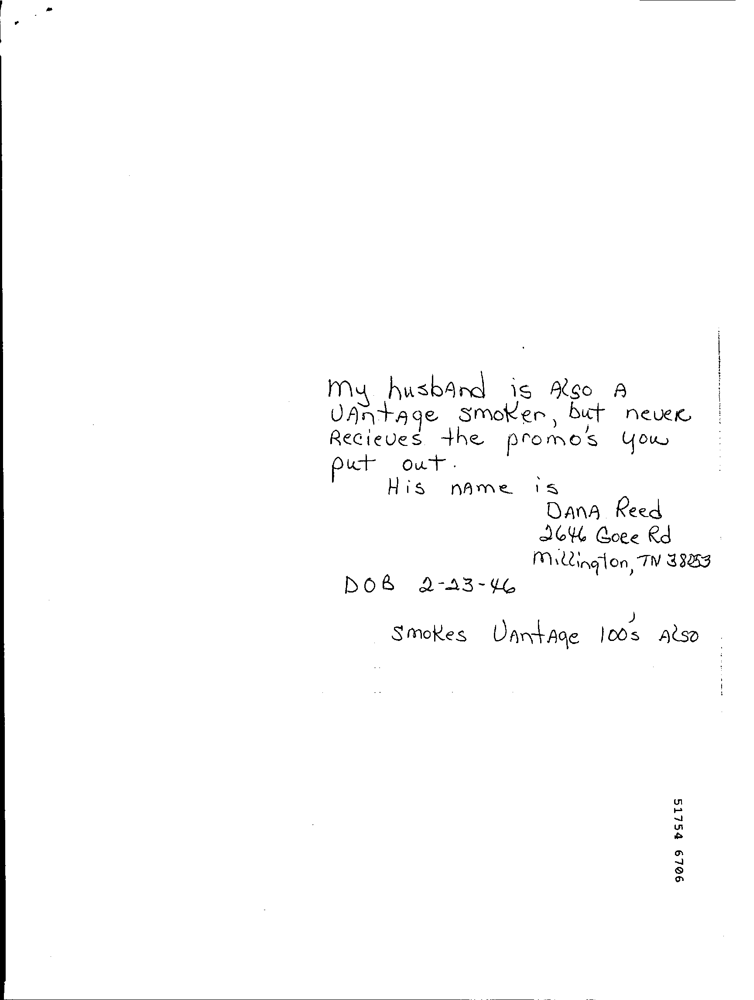 My husband is Also A
Vantage smoker, but never
Recieves the promo's you
put out.
His name is
Dana Reed
2646 Goee Rd
Millington, TN 38053
DOB 2-23-46
Smokes Vantage 100's Also
51754 6706